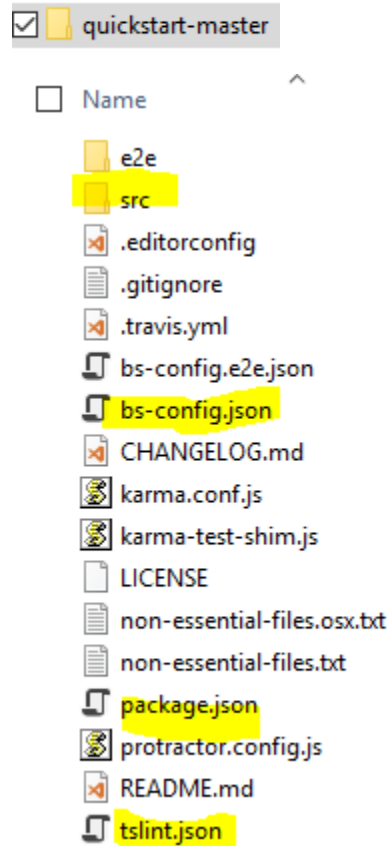 quickstart-master
Name
e2e
src
.editorconfig
.gitignore
.travis.yml
bs-config.e2e.json
bs-config.json
CHANGELOG.md
karma.conf.js
karma-test-shim.js
LICENSE
non-essential-files.osx.txt
non-essential-files.txt
package.json
protractor.config.js
README.md
tslint.json